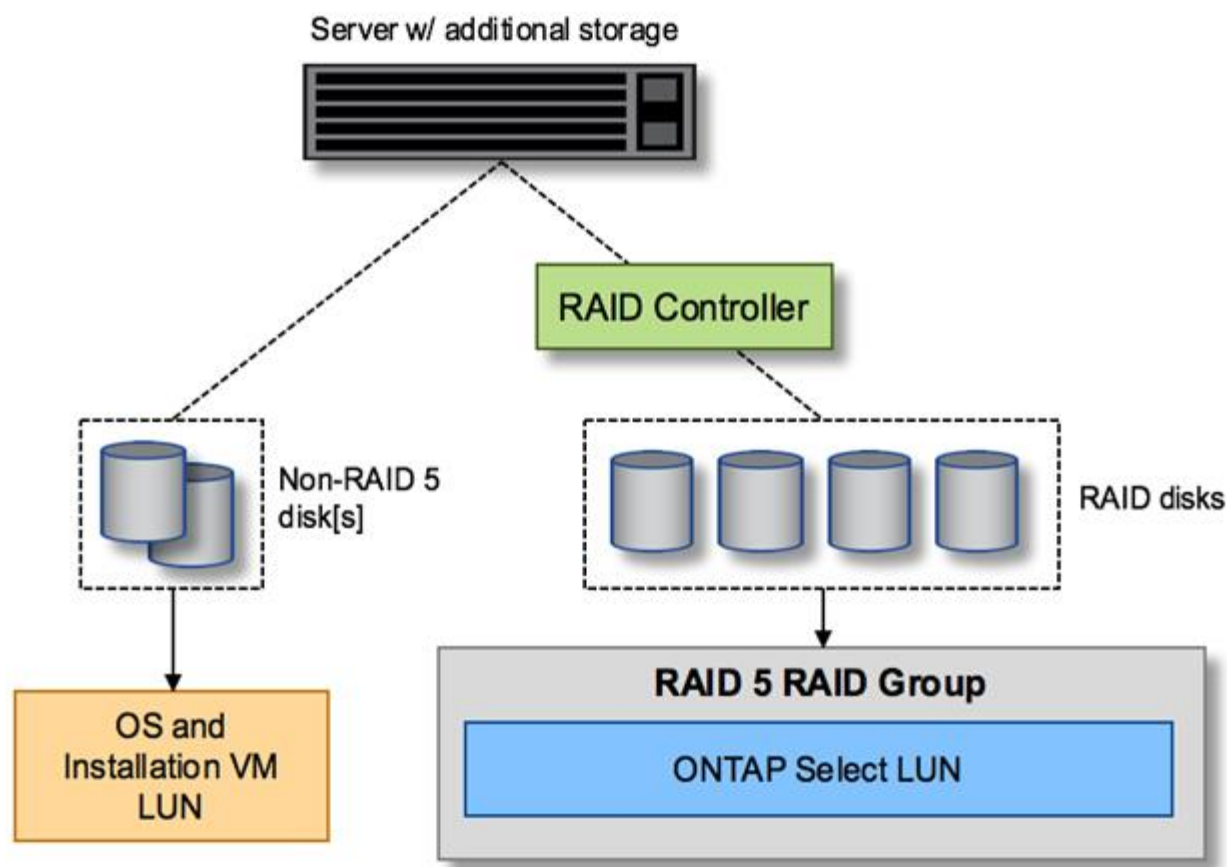 Server w/ additional storage
RAID Controller
Non-RAID 5
disk[s]
RAID disks
OS and
Installation VM
LUN
RAID 5 RAID Group
ONTAP Select LUN